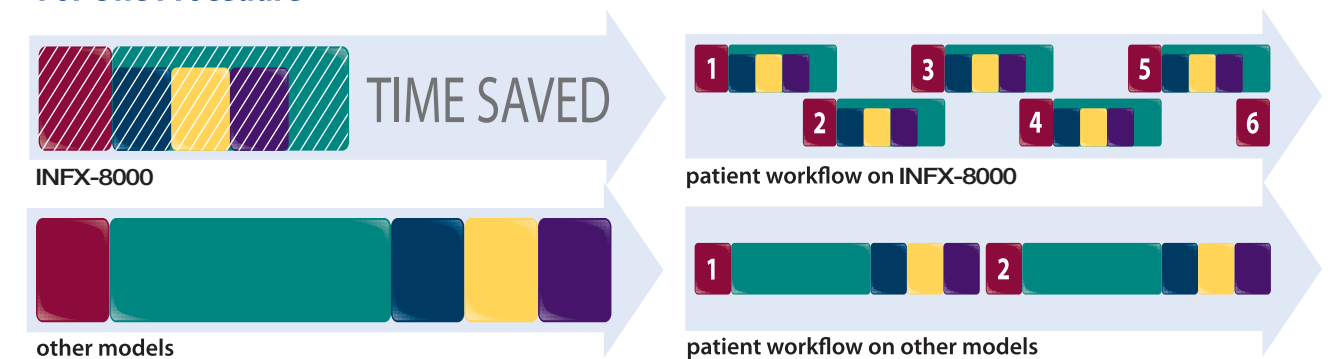 TIME SAVED
INFX-8000
other models
1
3
5
2
4
6
patient workflow on INFX-8000
1
2
patient workflow on other models